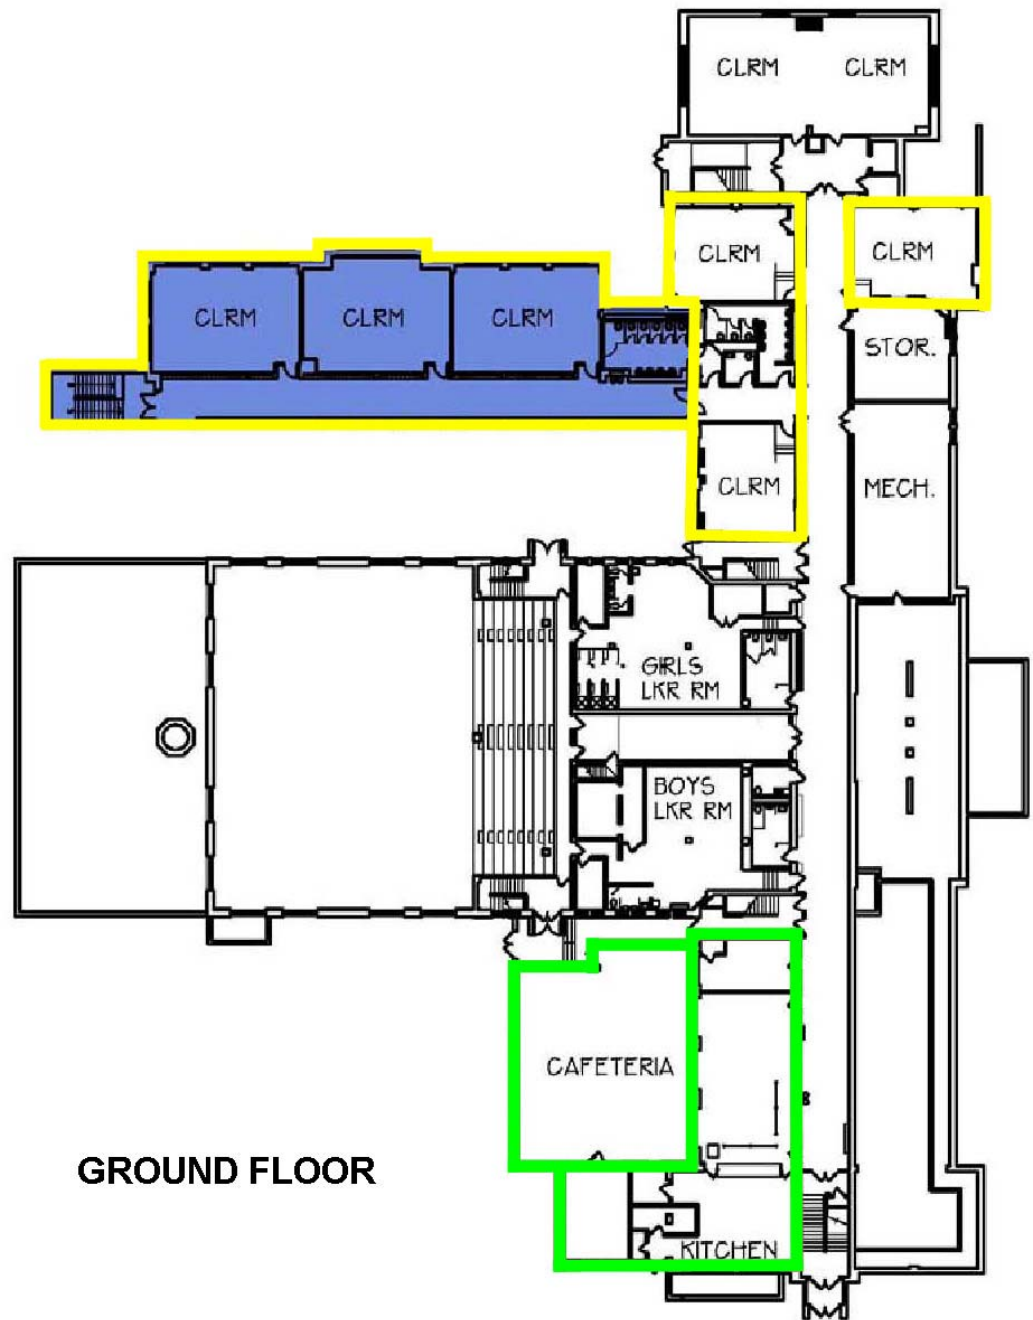 CLRM CLRM
CLRM
CLRM
CLRM CLRM CLRM
STOR.
CLRM
MECH.
GIRLS
LKR RM
BOYS
LKR RM
CAFETERIA
GROUND FLOOR
KITCHEN